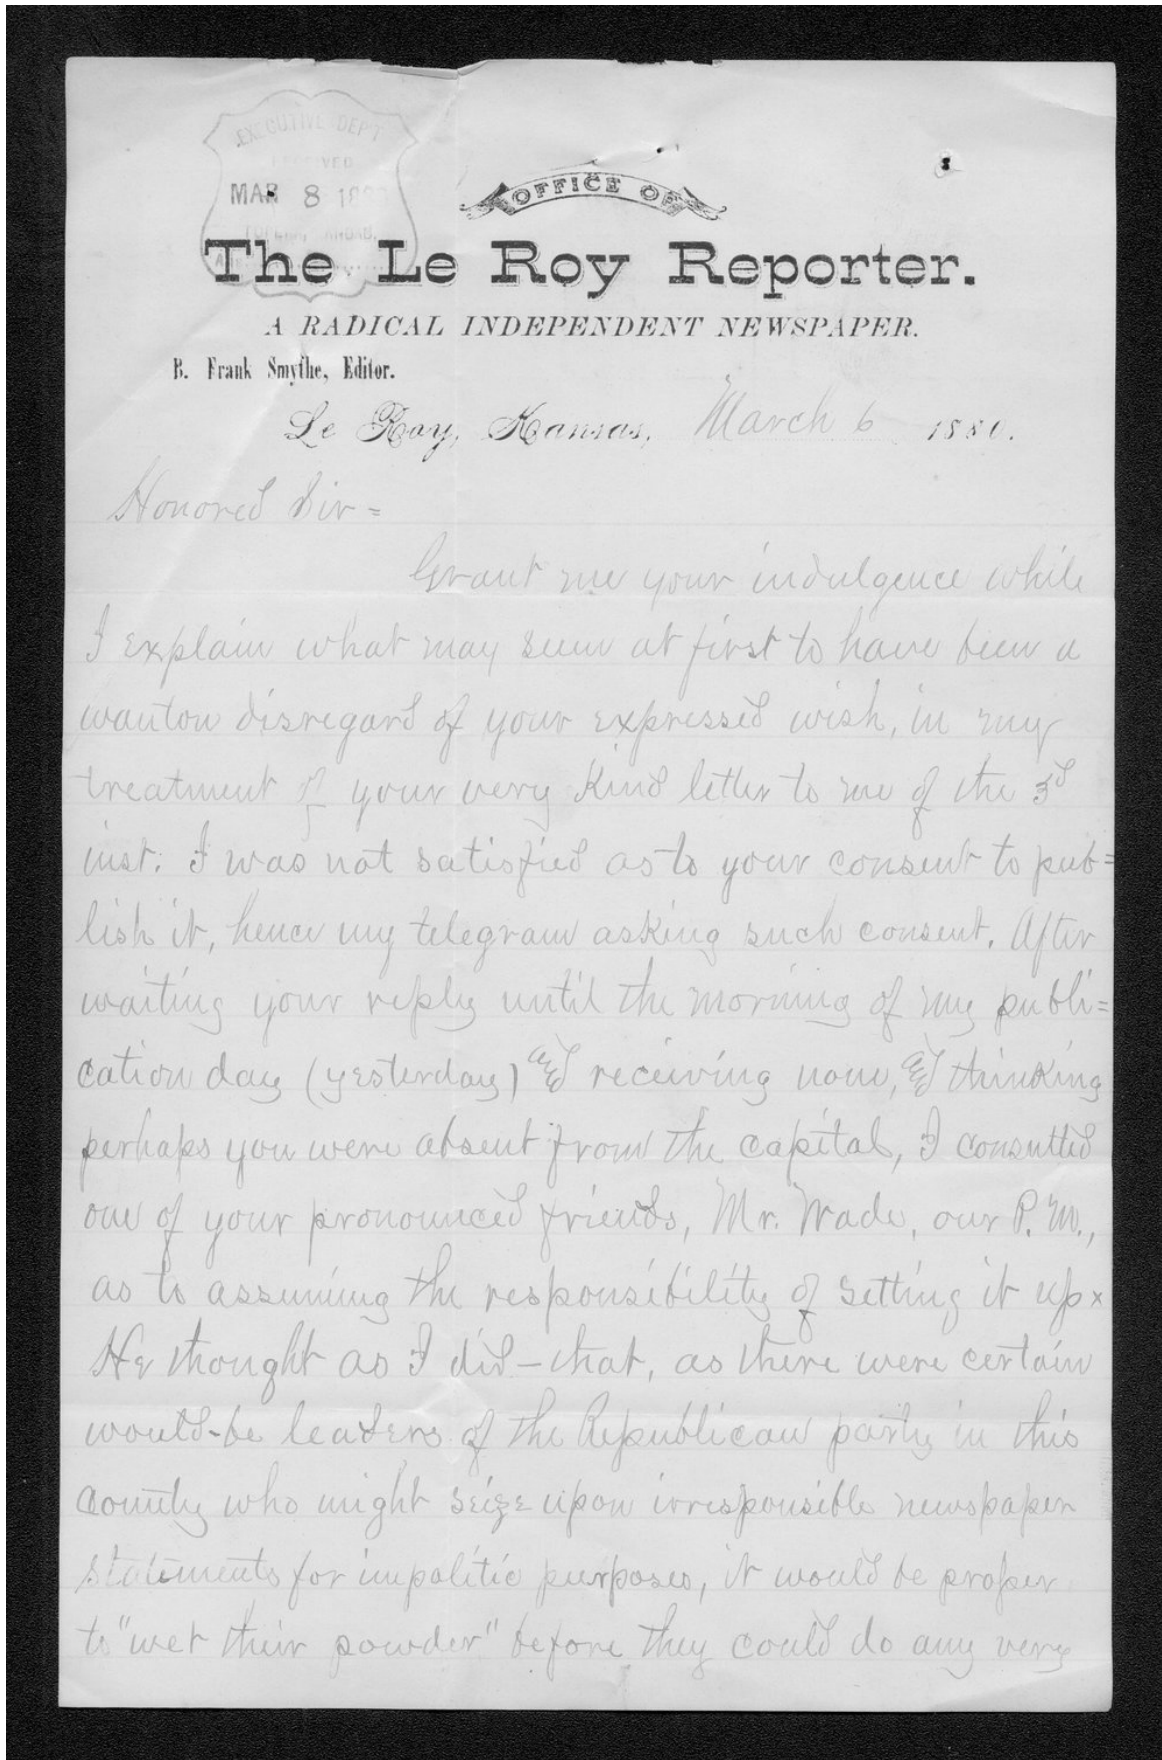 EXECUTIVE DEP'T
RECEIVED
MAR 8 18
OFFICE OF
The Le Roy Reporter.
A RADICAL INDEPENDENT NEWSPAPER.
B. Frank Smythe, Editor.
Le Roy, Kansas, March 6 1880.
Honored Sir =
Grant me your indulgence while
I explain what may seem at first to have been a
wanton disregard of your expressed wish, in my
treatment of your very kind letter to me of the 3d
inst. I was not satisfied as to your consent to pub=
lish it, hence my telegram asking such consent. After
waiting your reply until the morning of my publi=
cation day (yesterday) and receiving none, and thinking
perhaps you were absent from the capital, I consulted
one of your pronounced friends, Mr. Wade, our P. M.,
as to assuming the responsibility of setting it up x
He thought as I did – that, as there were certain
would-be leaders of the Republican party in this
county who might seize upon irresponsible newspaper
statements for impolitic purposes, it would be proper
to "wet their powder" before they could do any very